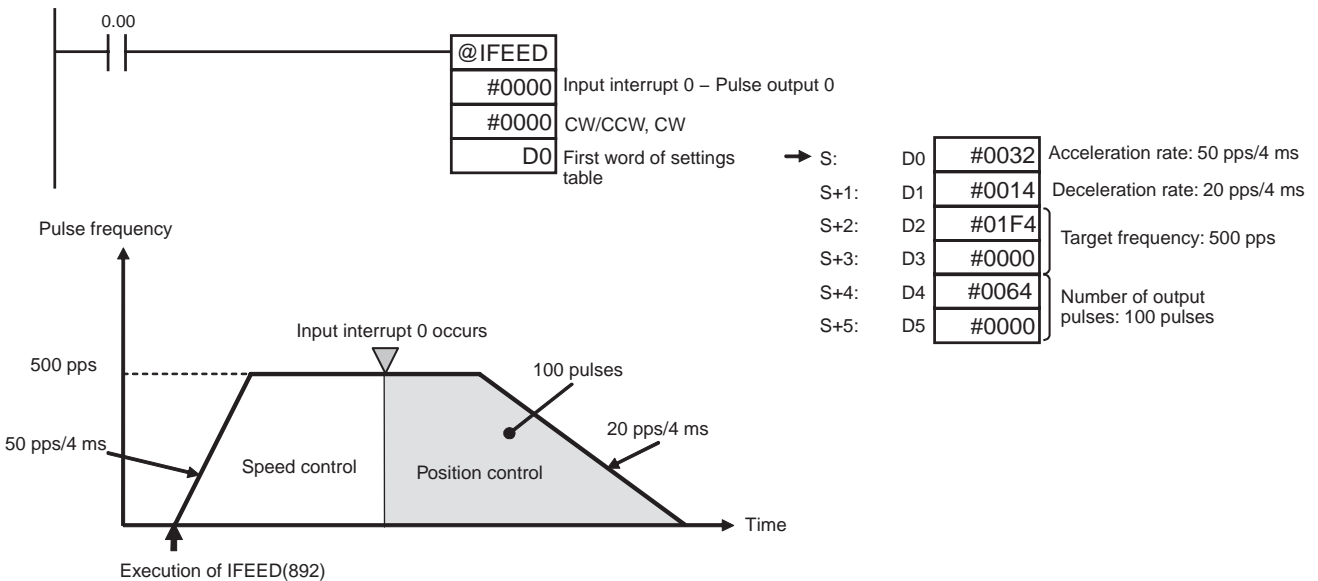 0.00
@IFEED
#0000 Input interrupt 0 – Pulse output 0
#0000 CW/CCW, CW
D0 First word of settings
table
S: D0 #0032 Acceleration rate: 50 pps/4 ms
S+1: D1 #0014 Deceleration rate: 20 pps/4 ms
S+2: D2 #01F4
Target frequency: 500 pps
S+3: D3 #0000
S+4: D4 #0064
Number of output
pulses: 100 pulses
S+5: D5 #0000
Pulse frequency
Input interrupt 0 occurs
500 pps
100 pulses
50 pps/4 ms
20 pps/4 ms
Speed control
Position control
Time
Execution of IFEED(892)